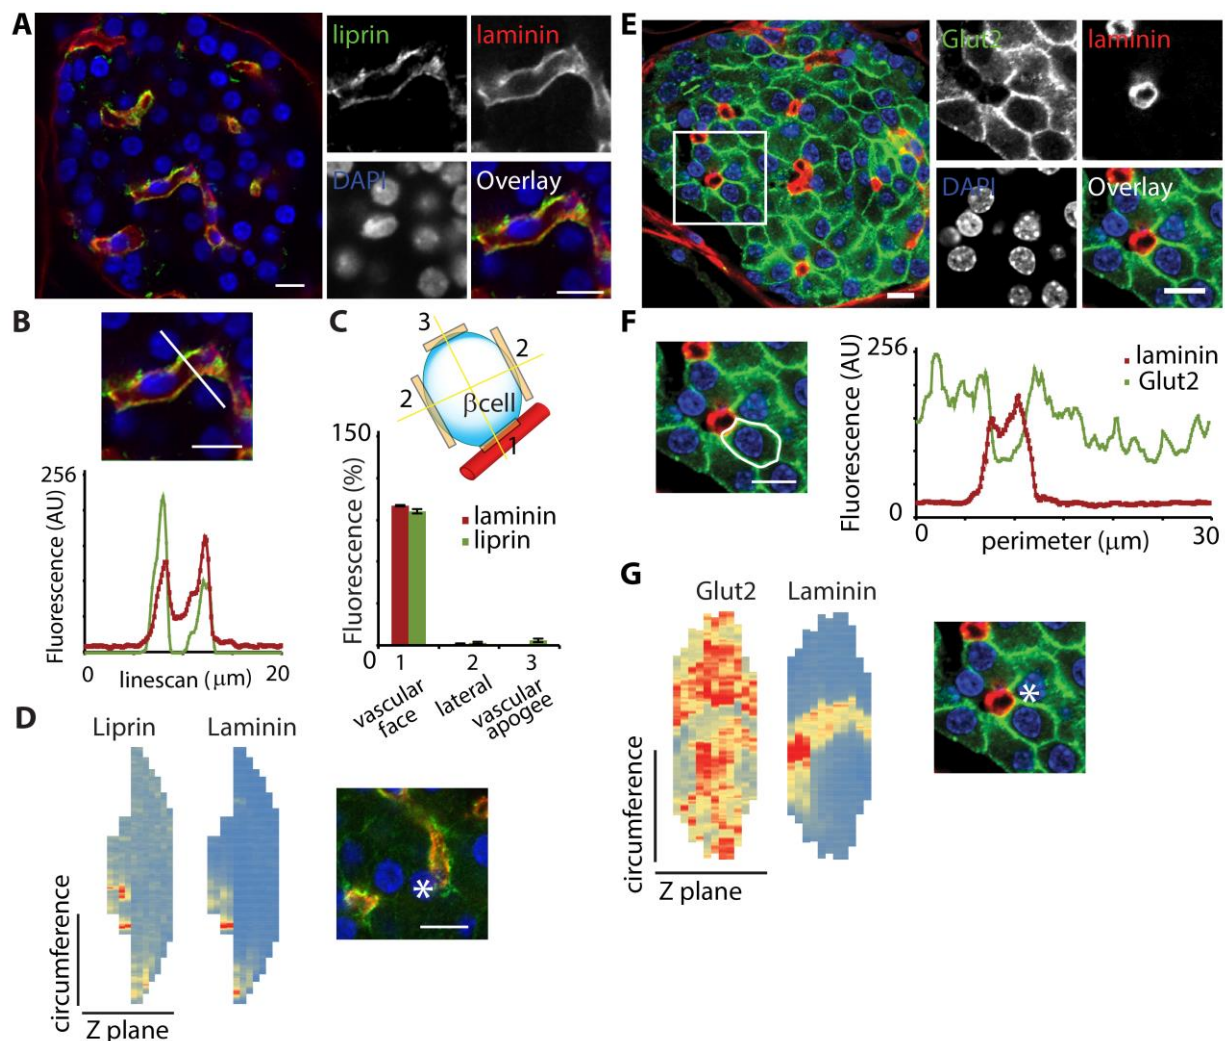 A
liprin
laminin
DAPI
Overlay
B
256
Fluorescence (AU)
0
linescan (μm)
20
C
3
2
2
βcell
1
150
Fluorescence (%)
laminin
liprin
0
1
2
3
vascular
face
lateral
vascular
apogee
D
Liprin
Laminin
circumference
Z plane
*
E
Glut2
laminin
DAPI
Overlay
F
256
Fluorescence (AU)
laminin
Glut2
0
0
perimeter (μm)
30
G
Glut2
Laminin
circumference
Z plane
*